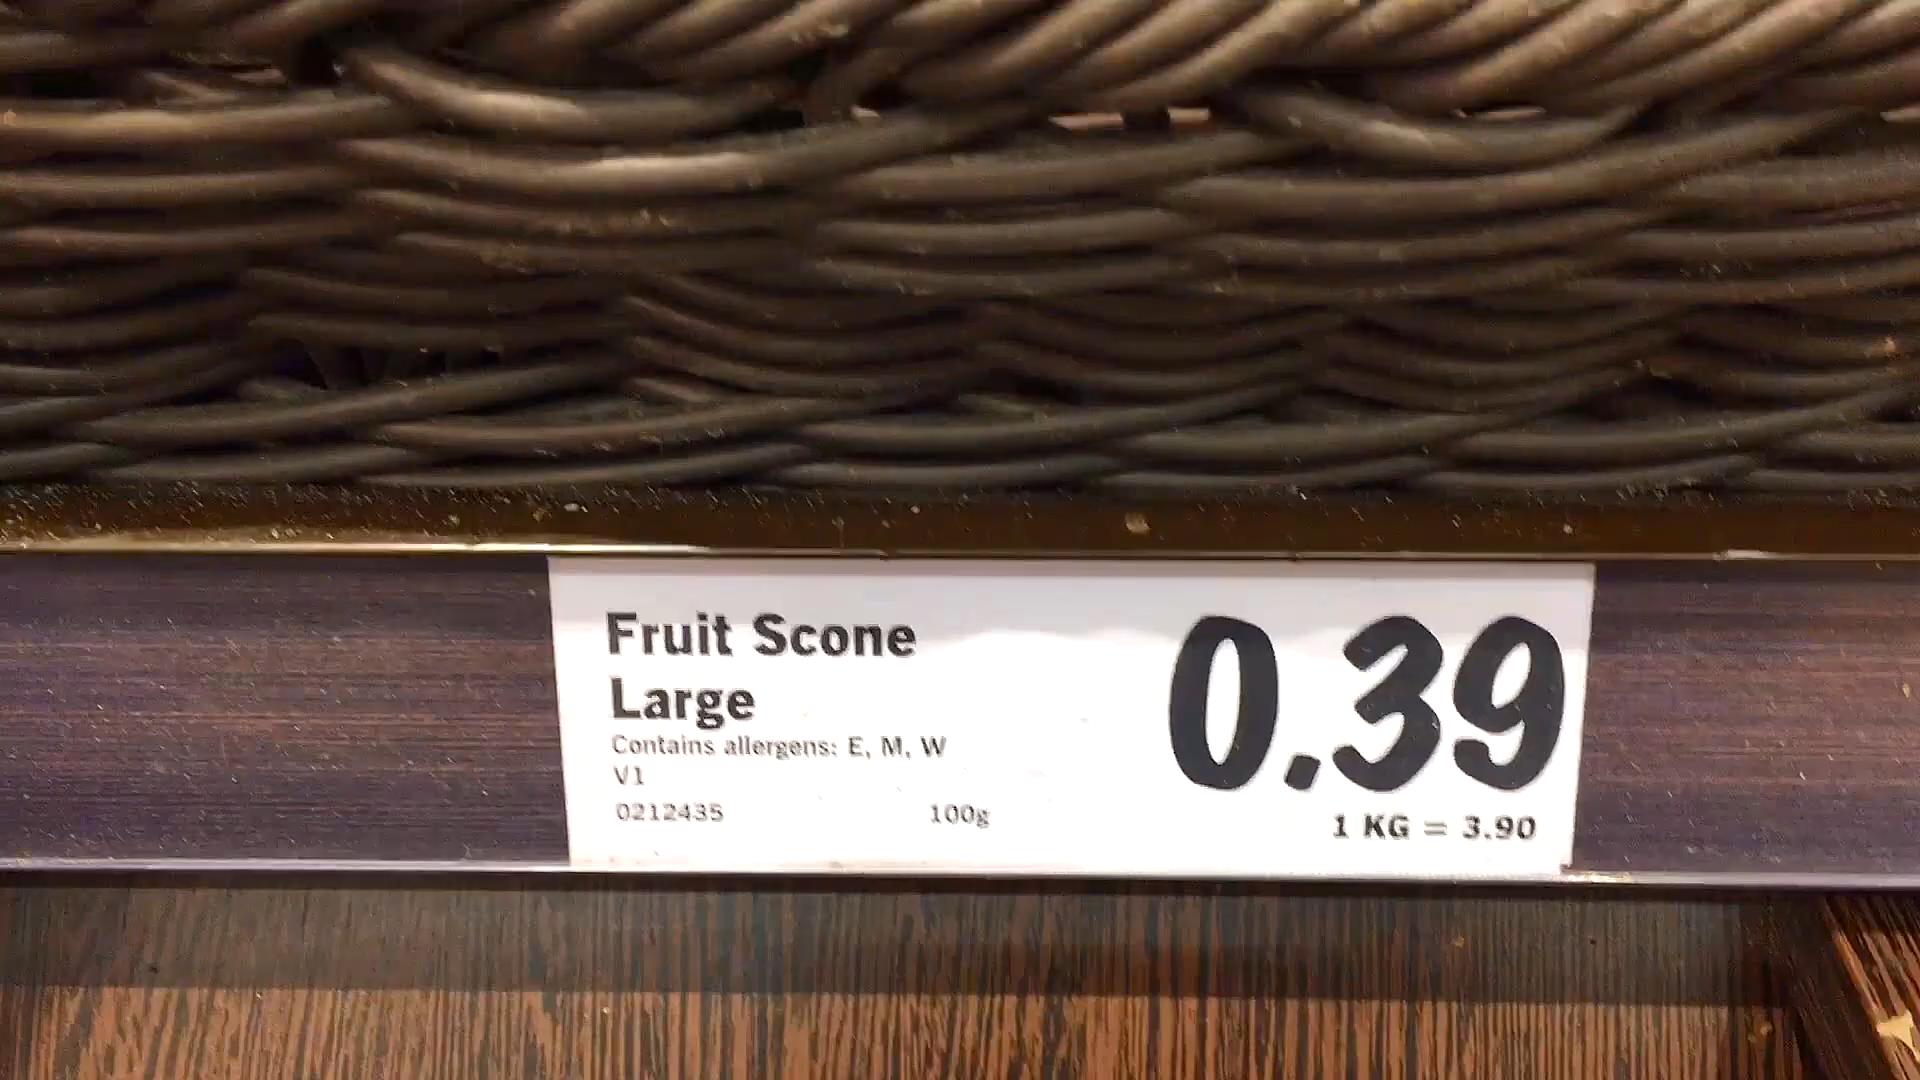 Fruit Scone
Large
0.39
Contains allergens: E, M, W
V1
0212435 100g
1 KG = 3.90